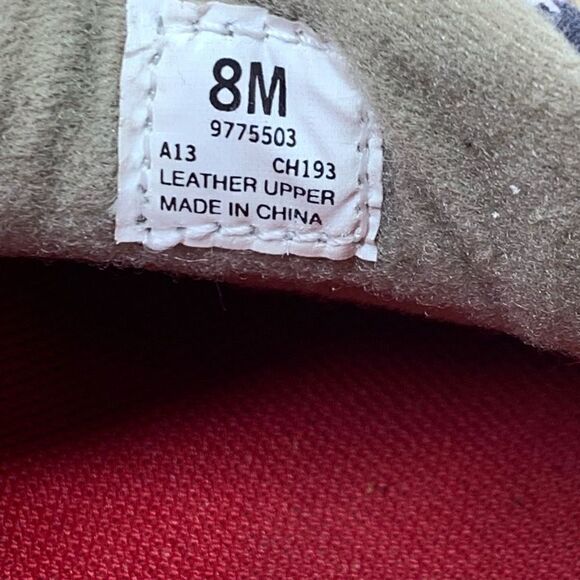 8M
9775503
A13 CH193
LEATHER UPPER
MADE IN CHINA